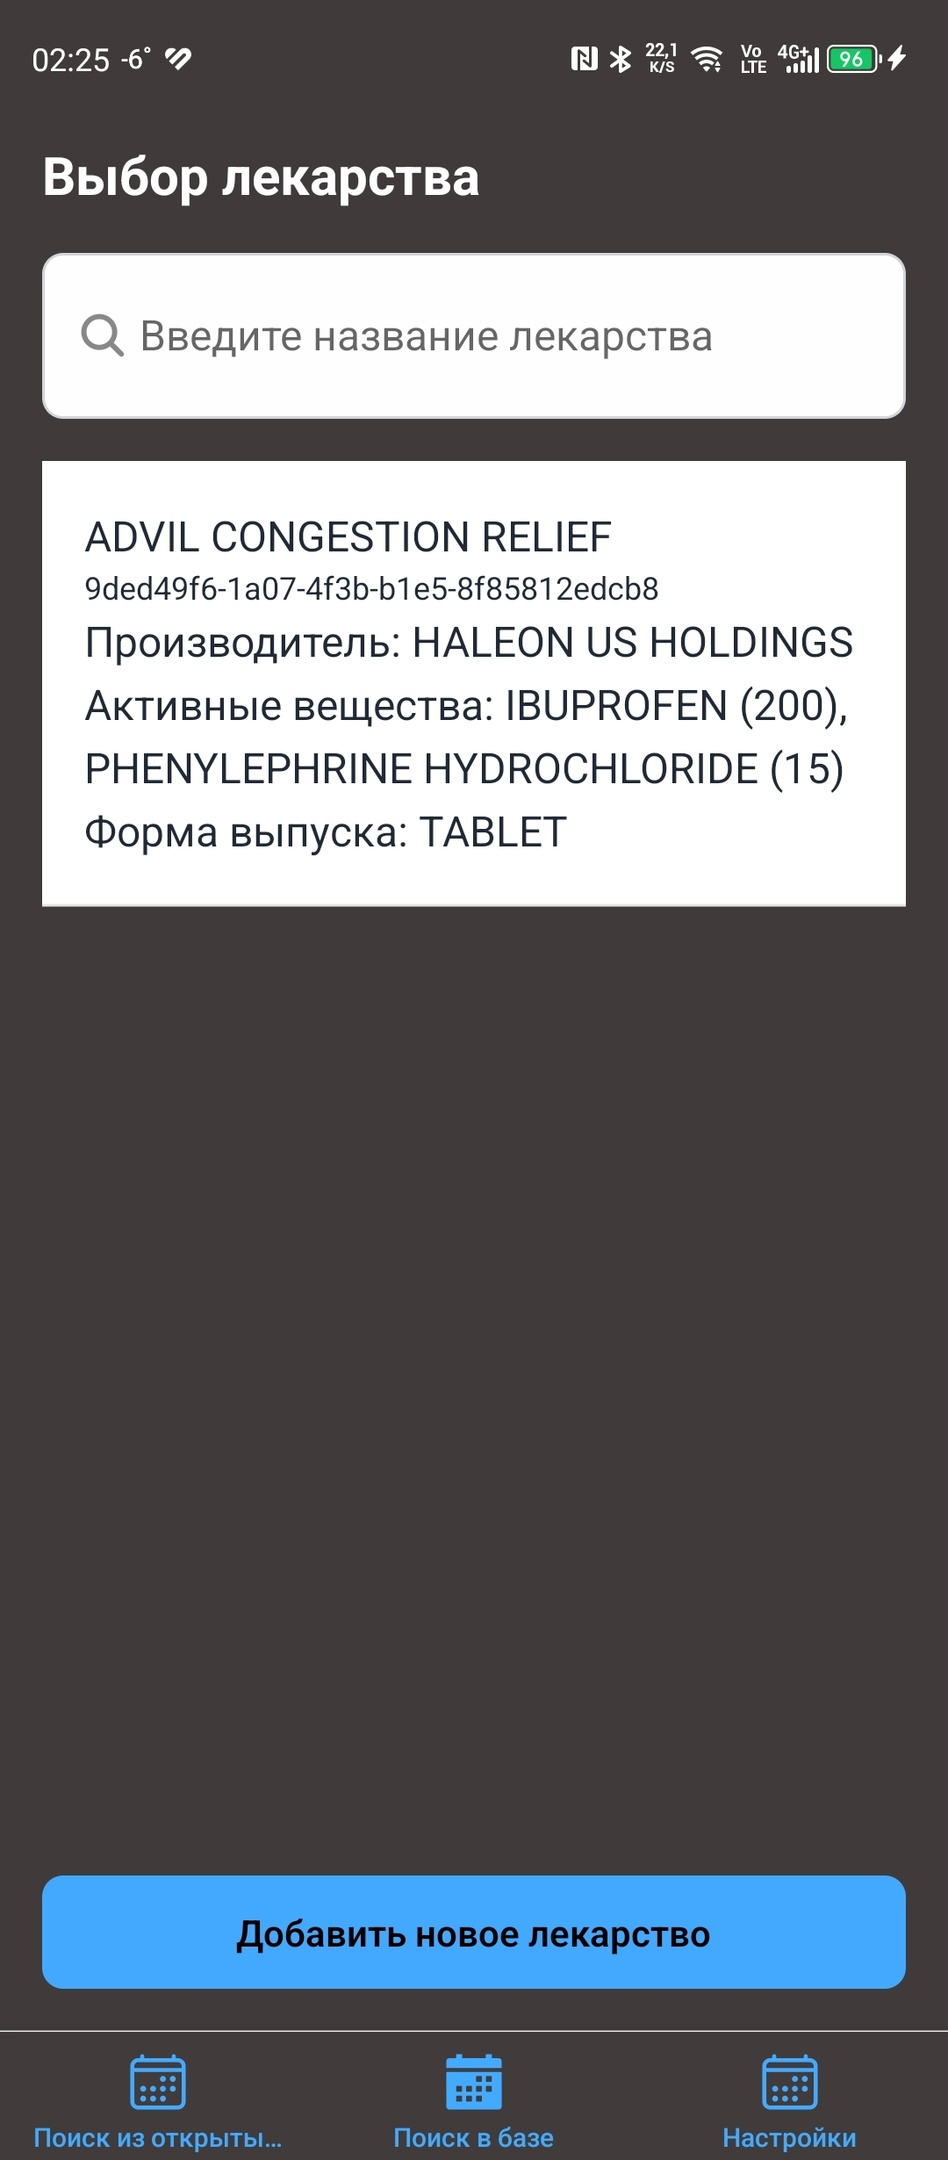 02:25 -6° 22,1 K/S Vo LTE 4G+ 96
Выбор лекарства
Введите название лекарства
ADVIL CONGESTION RELIEF
9ded49f6-1a07-4f3b-b1e5-8f85812edcb8
Производитель: HALEON US HOLDINGS
Активные вещества: IBUPROFEN (200),
PHENYLEPHRINE HYDROCHLORIDE (15)
Форма выпуска: TABLET
Добавить новое лекарство
Поиск из открыты… Поиск в базе Настройки